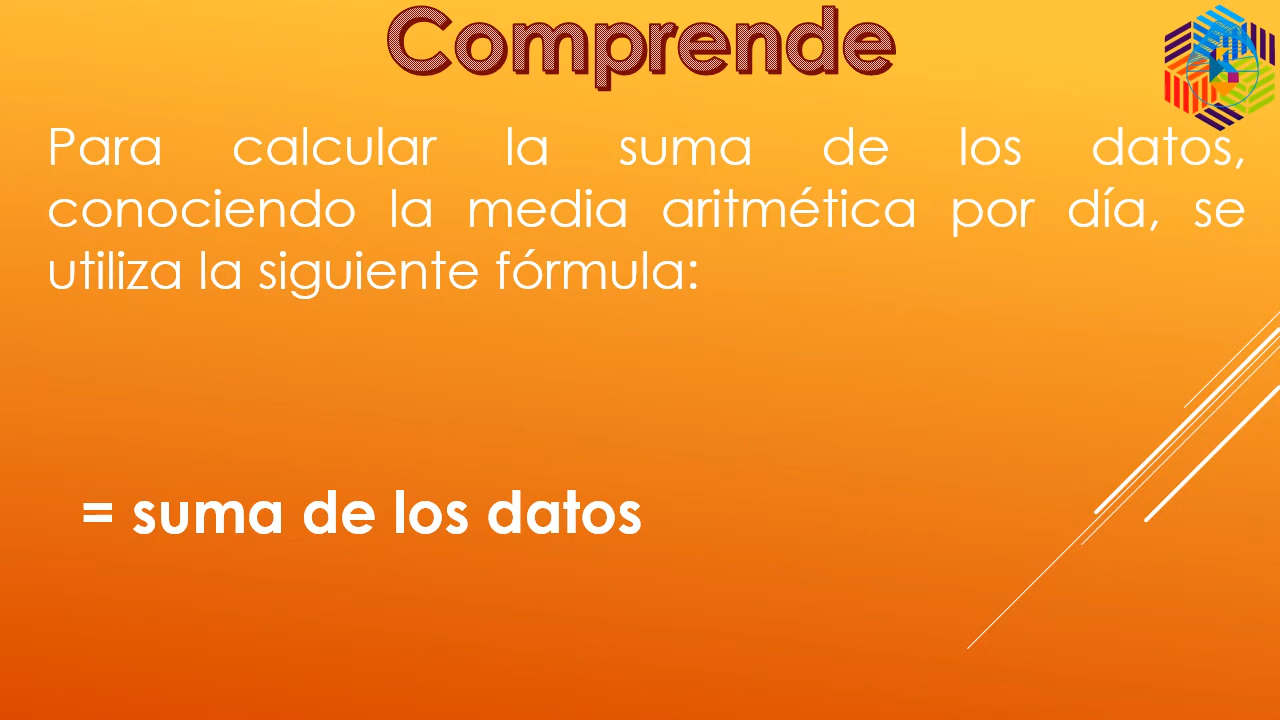 Comprende
Para calcular la suma de los datos,
conociendo la media aritmética por día, se
utiliza la siguiente fórmula:
= suma de los datos